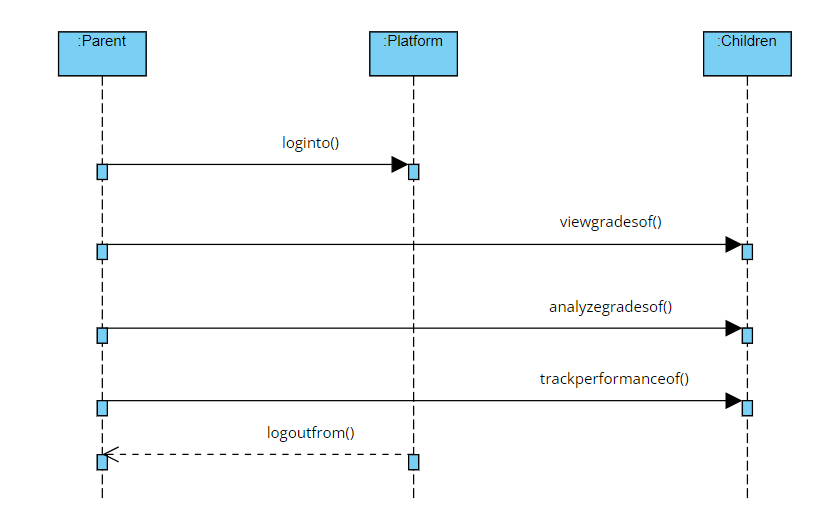 :Parent
:Platform
:Children
loginto()
viewgradesof()
analyzegradesof()
trackperformanceof()
logoutfrom()